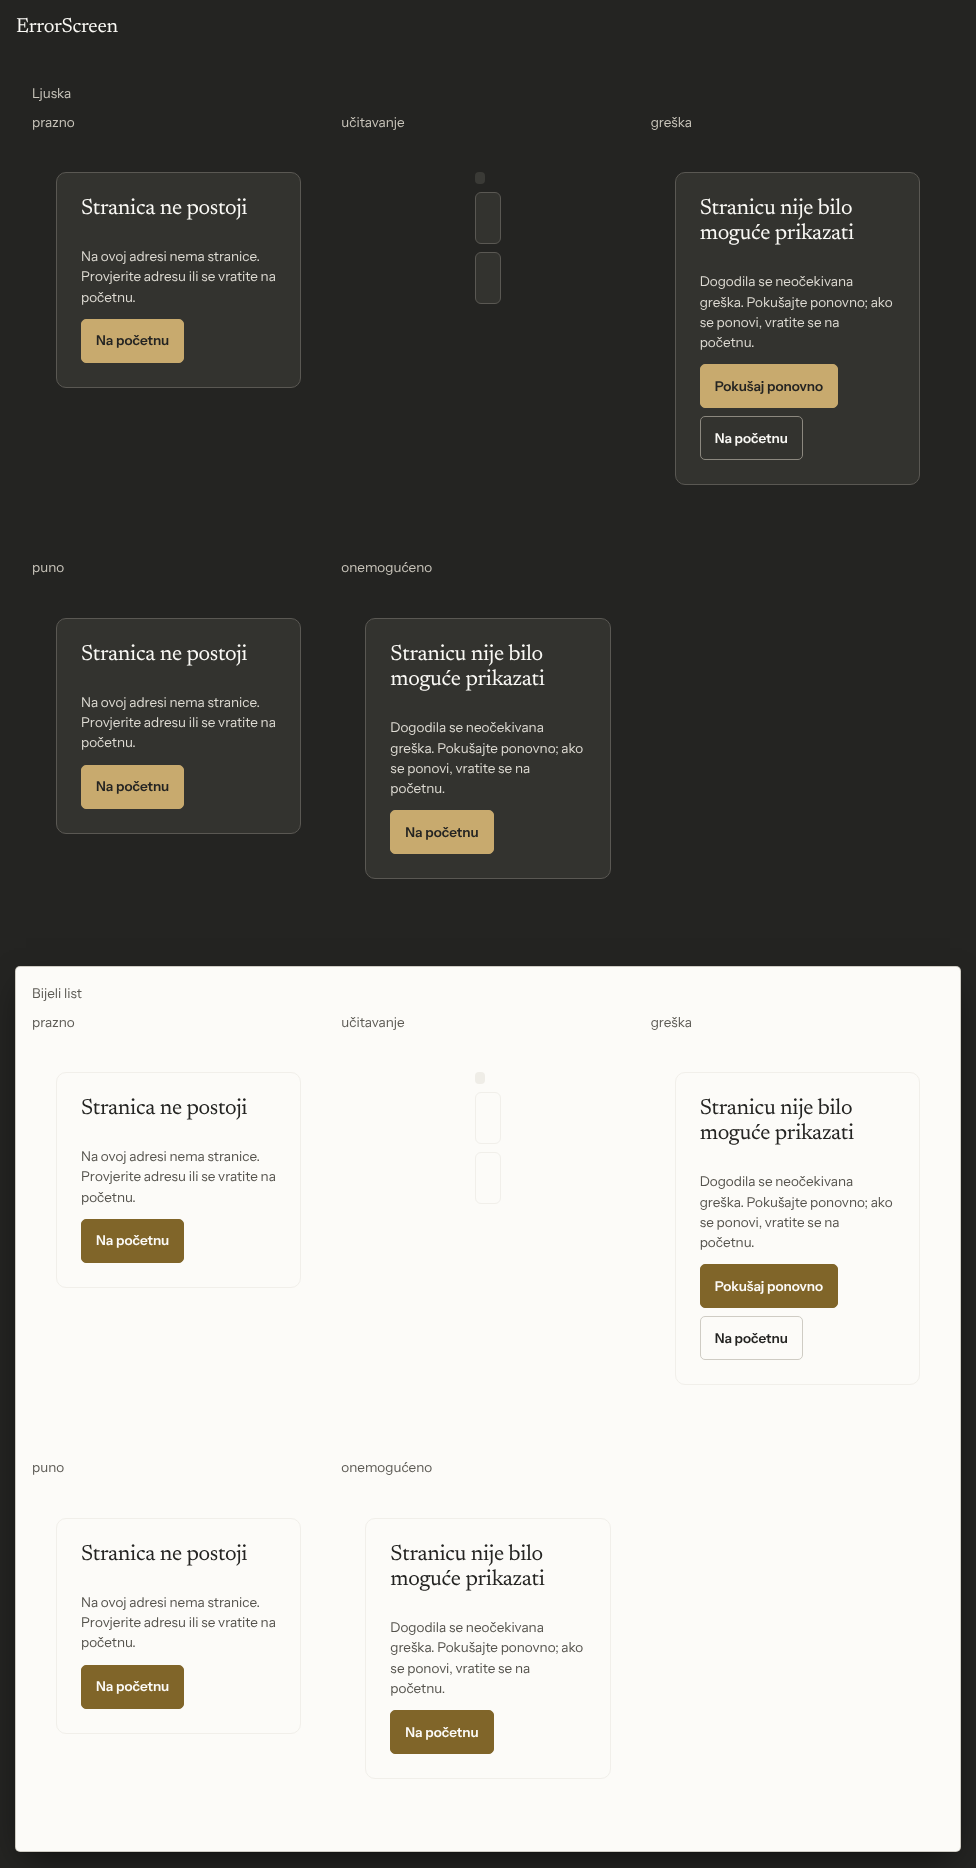 ErrorScreen
Ljuska
prazno
učitavanje
greška
Stranica ne postoji
Na ovoj adresi nema stranice.
Provjerite adresu ili se vratite na
početnu.
Na početnu
Stranicu nije bilo
moguće prikazati
Dogodila se neočekivana
greška. Pokušajte ponovno; ako
se ponovi, vratite se na
početnu.
Pokušaj ponovno
Na početnu
puno
onemogućeno
Stranica ne postoji
Na ovoj adresi nema stranice.
Provjerite adresu ili se vratite na
početnu.
Na početnu
Stranicu nije bilo
moguće prikazati
Dogodila se neočekivana
greška. Pokušajte ponovno; ako
se ponovi, vratite se na
početnu.
Na početnu
Bijeli list
prazno
učitavanje
greška
Stranica ne postoji
Na ovoj adresi nema stranice.
Provjerite adresu ili se vratite na
početnu.
Na početnu
Stranicu nije bilo
moguće prikazati
Dogodila se neočekivana
greška. Pokušajte ponovno; ako
se ponovi, vratite se na
početnu.
Pokušaj ponovno
Na početnu
puno
onemogućeno
Stranica ne postoji
Na ovoj adresi nema stranice.
Provjerite adresu ili se vratite na
početnu.
Na početnu
Stranicu nije bilo
moguće prikazati
Dogodila se neočekivana
greška. Pokušajte ponovno; ako
se ponovi, vratite se na
početnu.
Na početnu